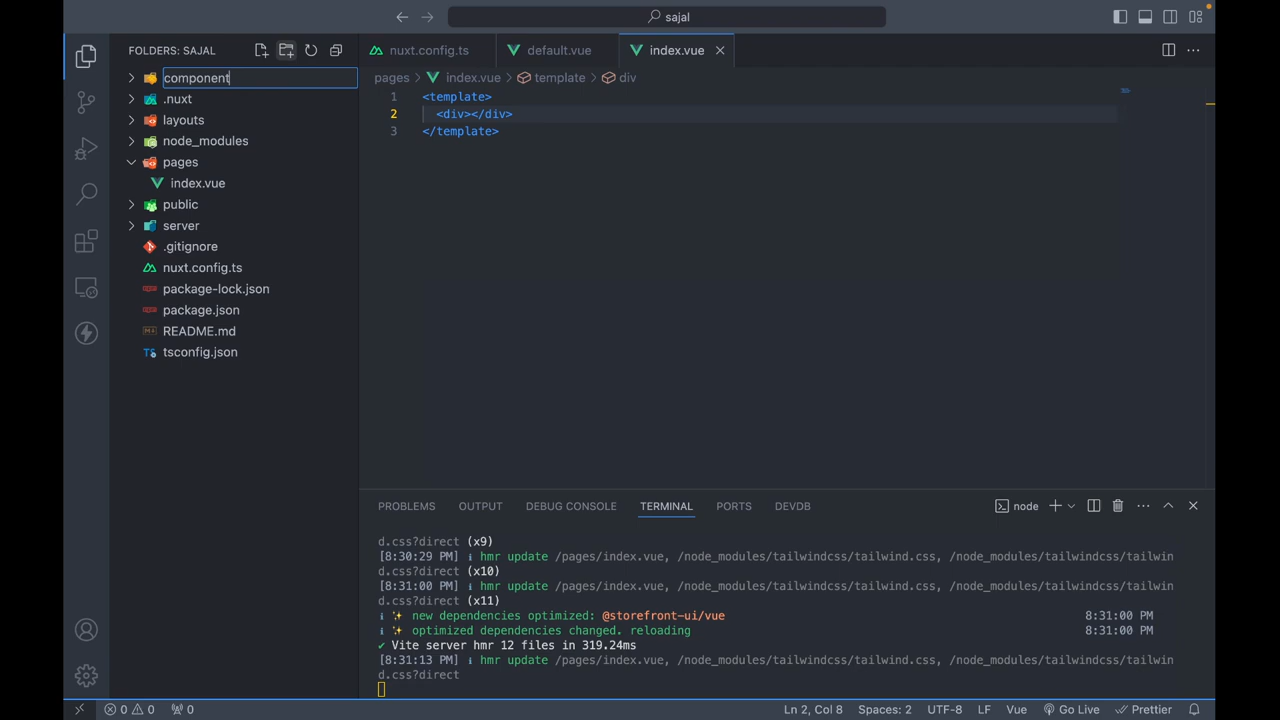 sajal
FOLDERS: SAJAL
component
.nuxt
layouts
node_modules
pages
index.vue
public
server
.gitignore
nuxt.config.ts
package-lock.json
package.json
README.md
tsconfig.json
nuxt.config.ts
default.vue
index.vue
pages > index.vue > template > div
1 <template>
2 <div></div>
3 </template>
PROBLEMS OUTPUT DEBUG CONSOLE TERMINAL PORTS DEVDB
node
d.css?direct (x9)
[8:30:29 PM] ℹ hmr update /pages/index.vue, /node_modules/tailwindcss/tailwind.css, /node_modules/tailwindcss/tailwin
d.css?direct (x10)
[8:31:00 PM] ℹ hmr update /pages/index.vue, /node_modules/tailwindcss/tailwind.css, /node_modules/tailwindcss/tailwin
d.css?direct (x11)
ℹ ✨ new dependencies optimized: @storefront-ui/vue 8:31:00 PM
ℹ ✨ optimized dependencies changed. reloading 8:31:00 PM
✔ Vite server hmr 12 files in 319.24ms
[8:31:13 PM] ℹ hmr update /pages/index.vue, /node_modules/tailwindcss/tailwind.css, /node_modules/tailwindcss/tailwin
d.css?direct
0 0 0 Ln 2, Col 8 Spaces: 2 UTF-8 LF Vue Go Live Prettier